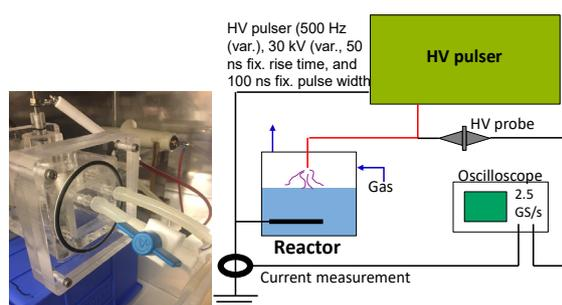 HV pulser (500 Hz
(var.), 30 kV (var., 50
ns fix. rise time, and
100 ns fix. pulse width
HV pulser
HV probe
Gas
Oscilloscope
2.5
GS/s
Reactor
Current measurement